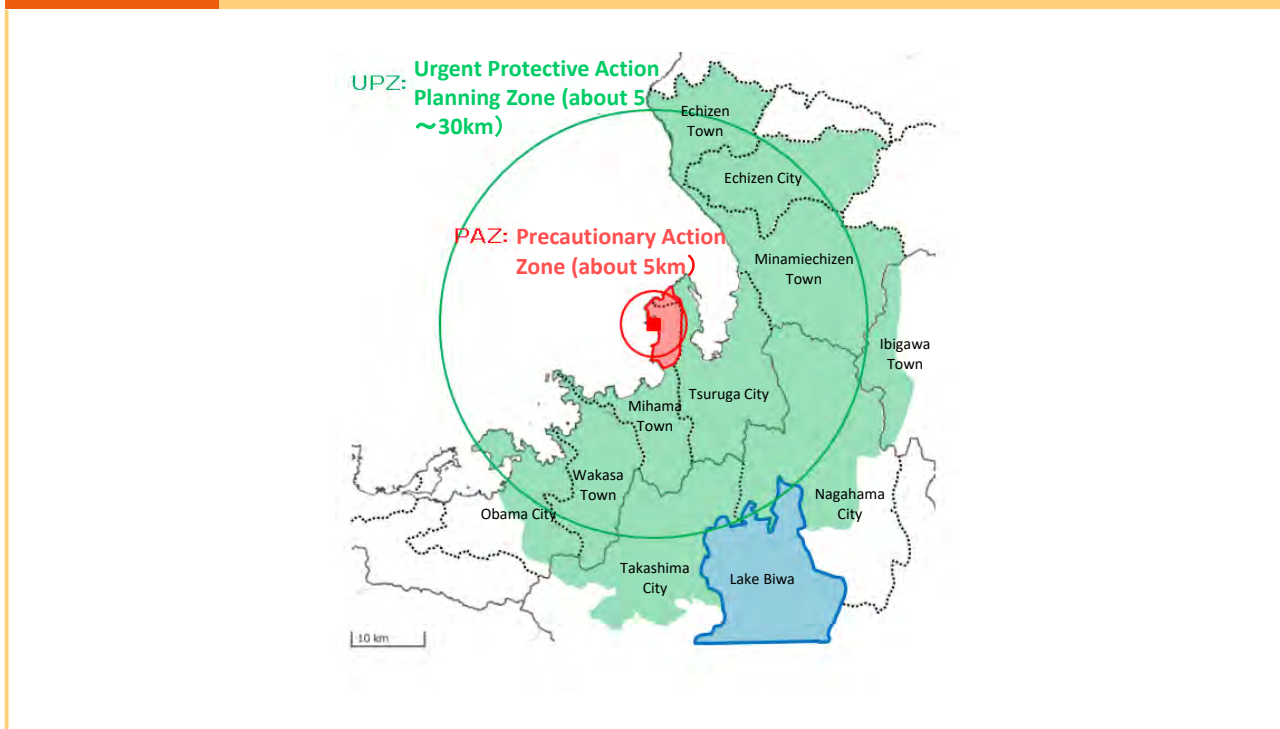 UPZ: Urgent Protective Action
Planning Zone (about 5
～30km）
Echizen
Town
Echizen City
PAZ: Precautionary Action
Zone (about 5km）
Minamiechizen
Town
Ibigawa
Town
Tsuruga City
Mihama
Town
Wakasa
Town
Nagahama
City
Obama City
Takashima
City
Lake Biwa
10 km